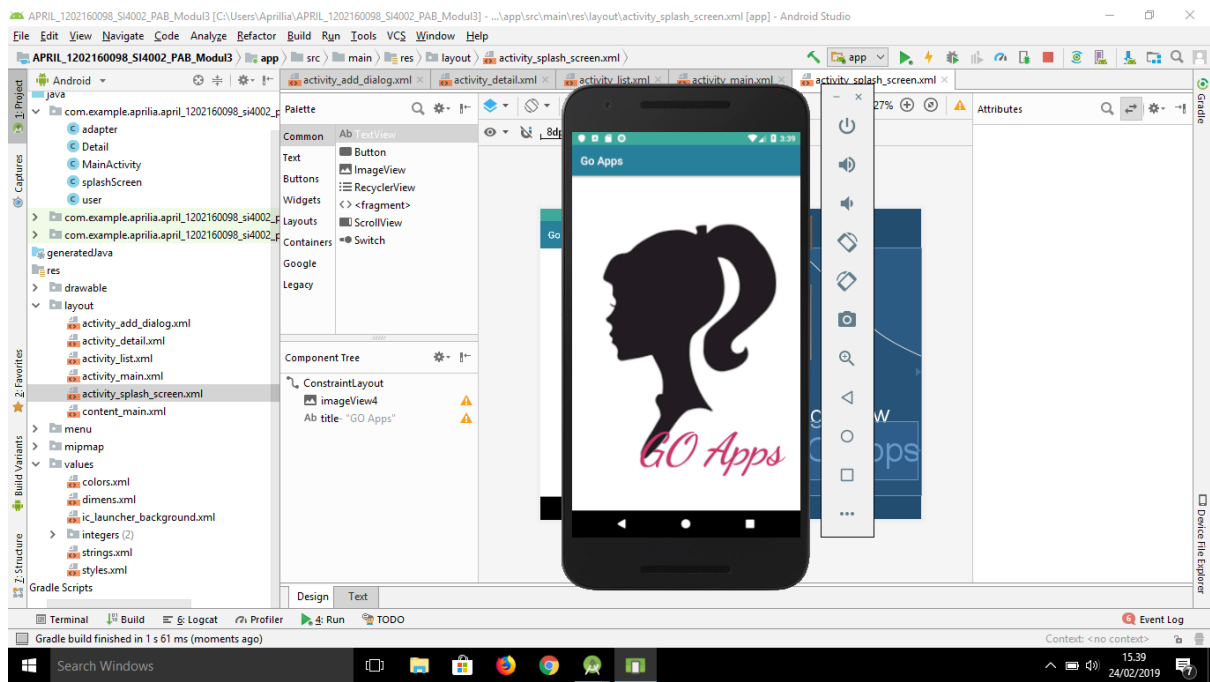 APRIL_1202160098_SI4002_PAB_Modul3 [C:\Users\Aprillia\APRIL_1202160098_SI4002_PAB_Modul3] - ...\app\src\main\res\layout\activity_splash_screen.xml [app] - Android Studio
File Edit View Navigate Code Analyze Refactor Build Run Tools VCS Window Help
APRIL_1202160098_SI4002_PAB_Modul3 app src main res layout activity_splash_screen.xml
app
1: Project
Captures
2: Favorites
Build Variants
7: Structure
Android
java
com.example.aprilia.april_1202160098_si4002_p
adapter
Detail
MainActivity
splashScreen
user
com.example.aprilia.april_1202160098_si4002_p
com.example.aprilia.april_1202160098_si4002_p
generatedJava
res
drawable
layout
activity_add_dialog.xml
activity_detail.xml
activity_list.xml
activity_main.xml
activity_splash_screen.xml
content_main.xml
menu
mipmap
values
colors.xml
dimens.xml
ic_launcher_background.xml
integers (2)
strings.xml
styles.xml
Gradle Scripts
activity_add_dialog.xml activity_detail.xml activity_list.xml activity_main.xml activity_splash_screen.xml
Palette
Common
Text
Buttons
Widgets
Layouts
Containers
Google
Legacy
Ab TextView
Button
ImageView
RecyclerView
<fragment>
ScrollView
Switch
Component Tree
ConstraintLayout
imageView4
Ab title- "GO Apps"
8dp
27%
Go
3:39
Go Apps
GO Apps
Attributes
Gradle
Device File Explorer
Design Text
Terminal Build 6: Logcat Profiler 4: Run TODO
Event Log
Gradle build finished in 1 s 61 ms (moments ago)
Context: <no context>
Search Windows
15.39
24/02/2019
7